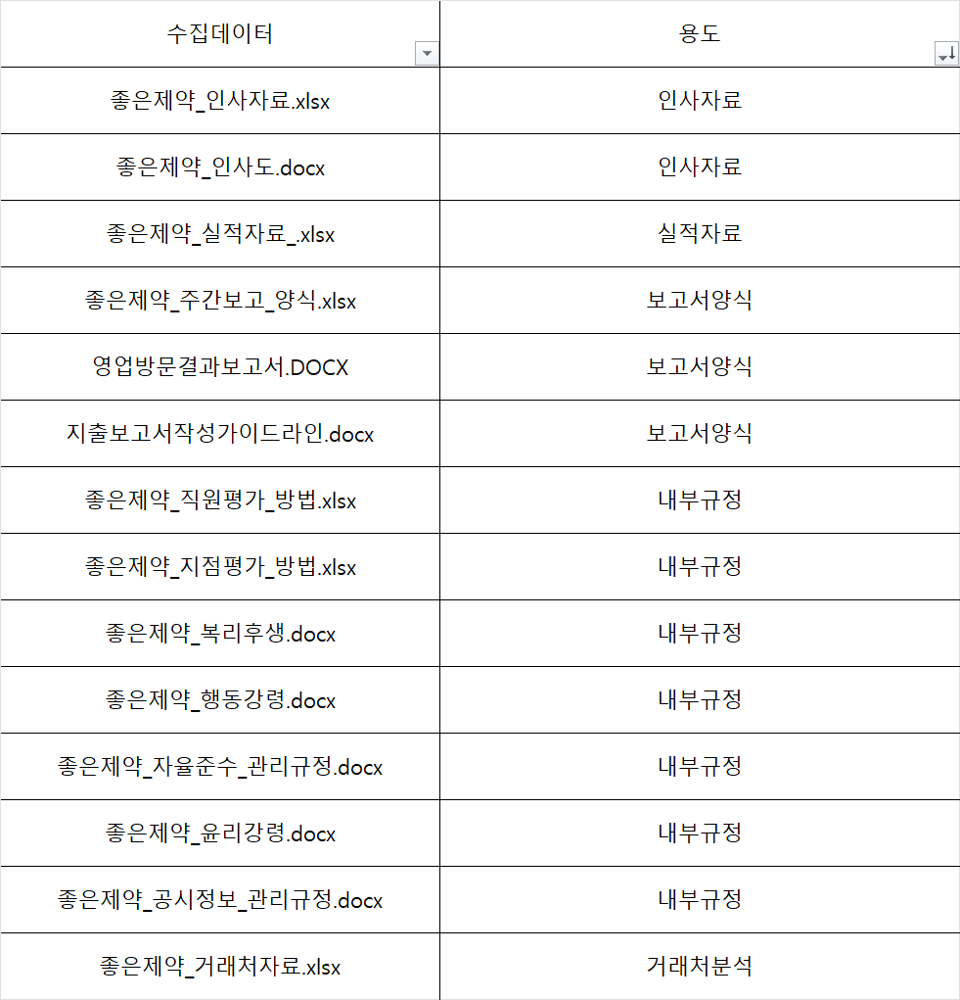 수집데이터 용도
좋은제약_인사자료.xlsx 인사자료
좋은제약_인사도.docx 인사자료
좋은제약_실적자료_.xlsx 실적자료
좋은제약_주간보고_양식.xlsx 보고서양식
영업방문결과보고서.DOCX 보고서양식
지출보고서작성가이드라인.docx 보고서양식
좋은제약_직원평가_방법.xlsx 내부규정
좋은제약_지점평가_방법.xlsx 내부규정
좋은제약_복리후생.docx 내부규정
좋은제약_행동강령.docx 내부규정
좋은제약_자율준수_관리규정.docx 내부규정
좋은제약_윤리강령.docx 내부규정
좋은제약_공시정보_관리규정.docx 내부규정
좋은제약_거래처자료.xlsx 거래처분석